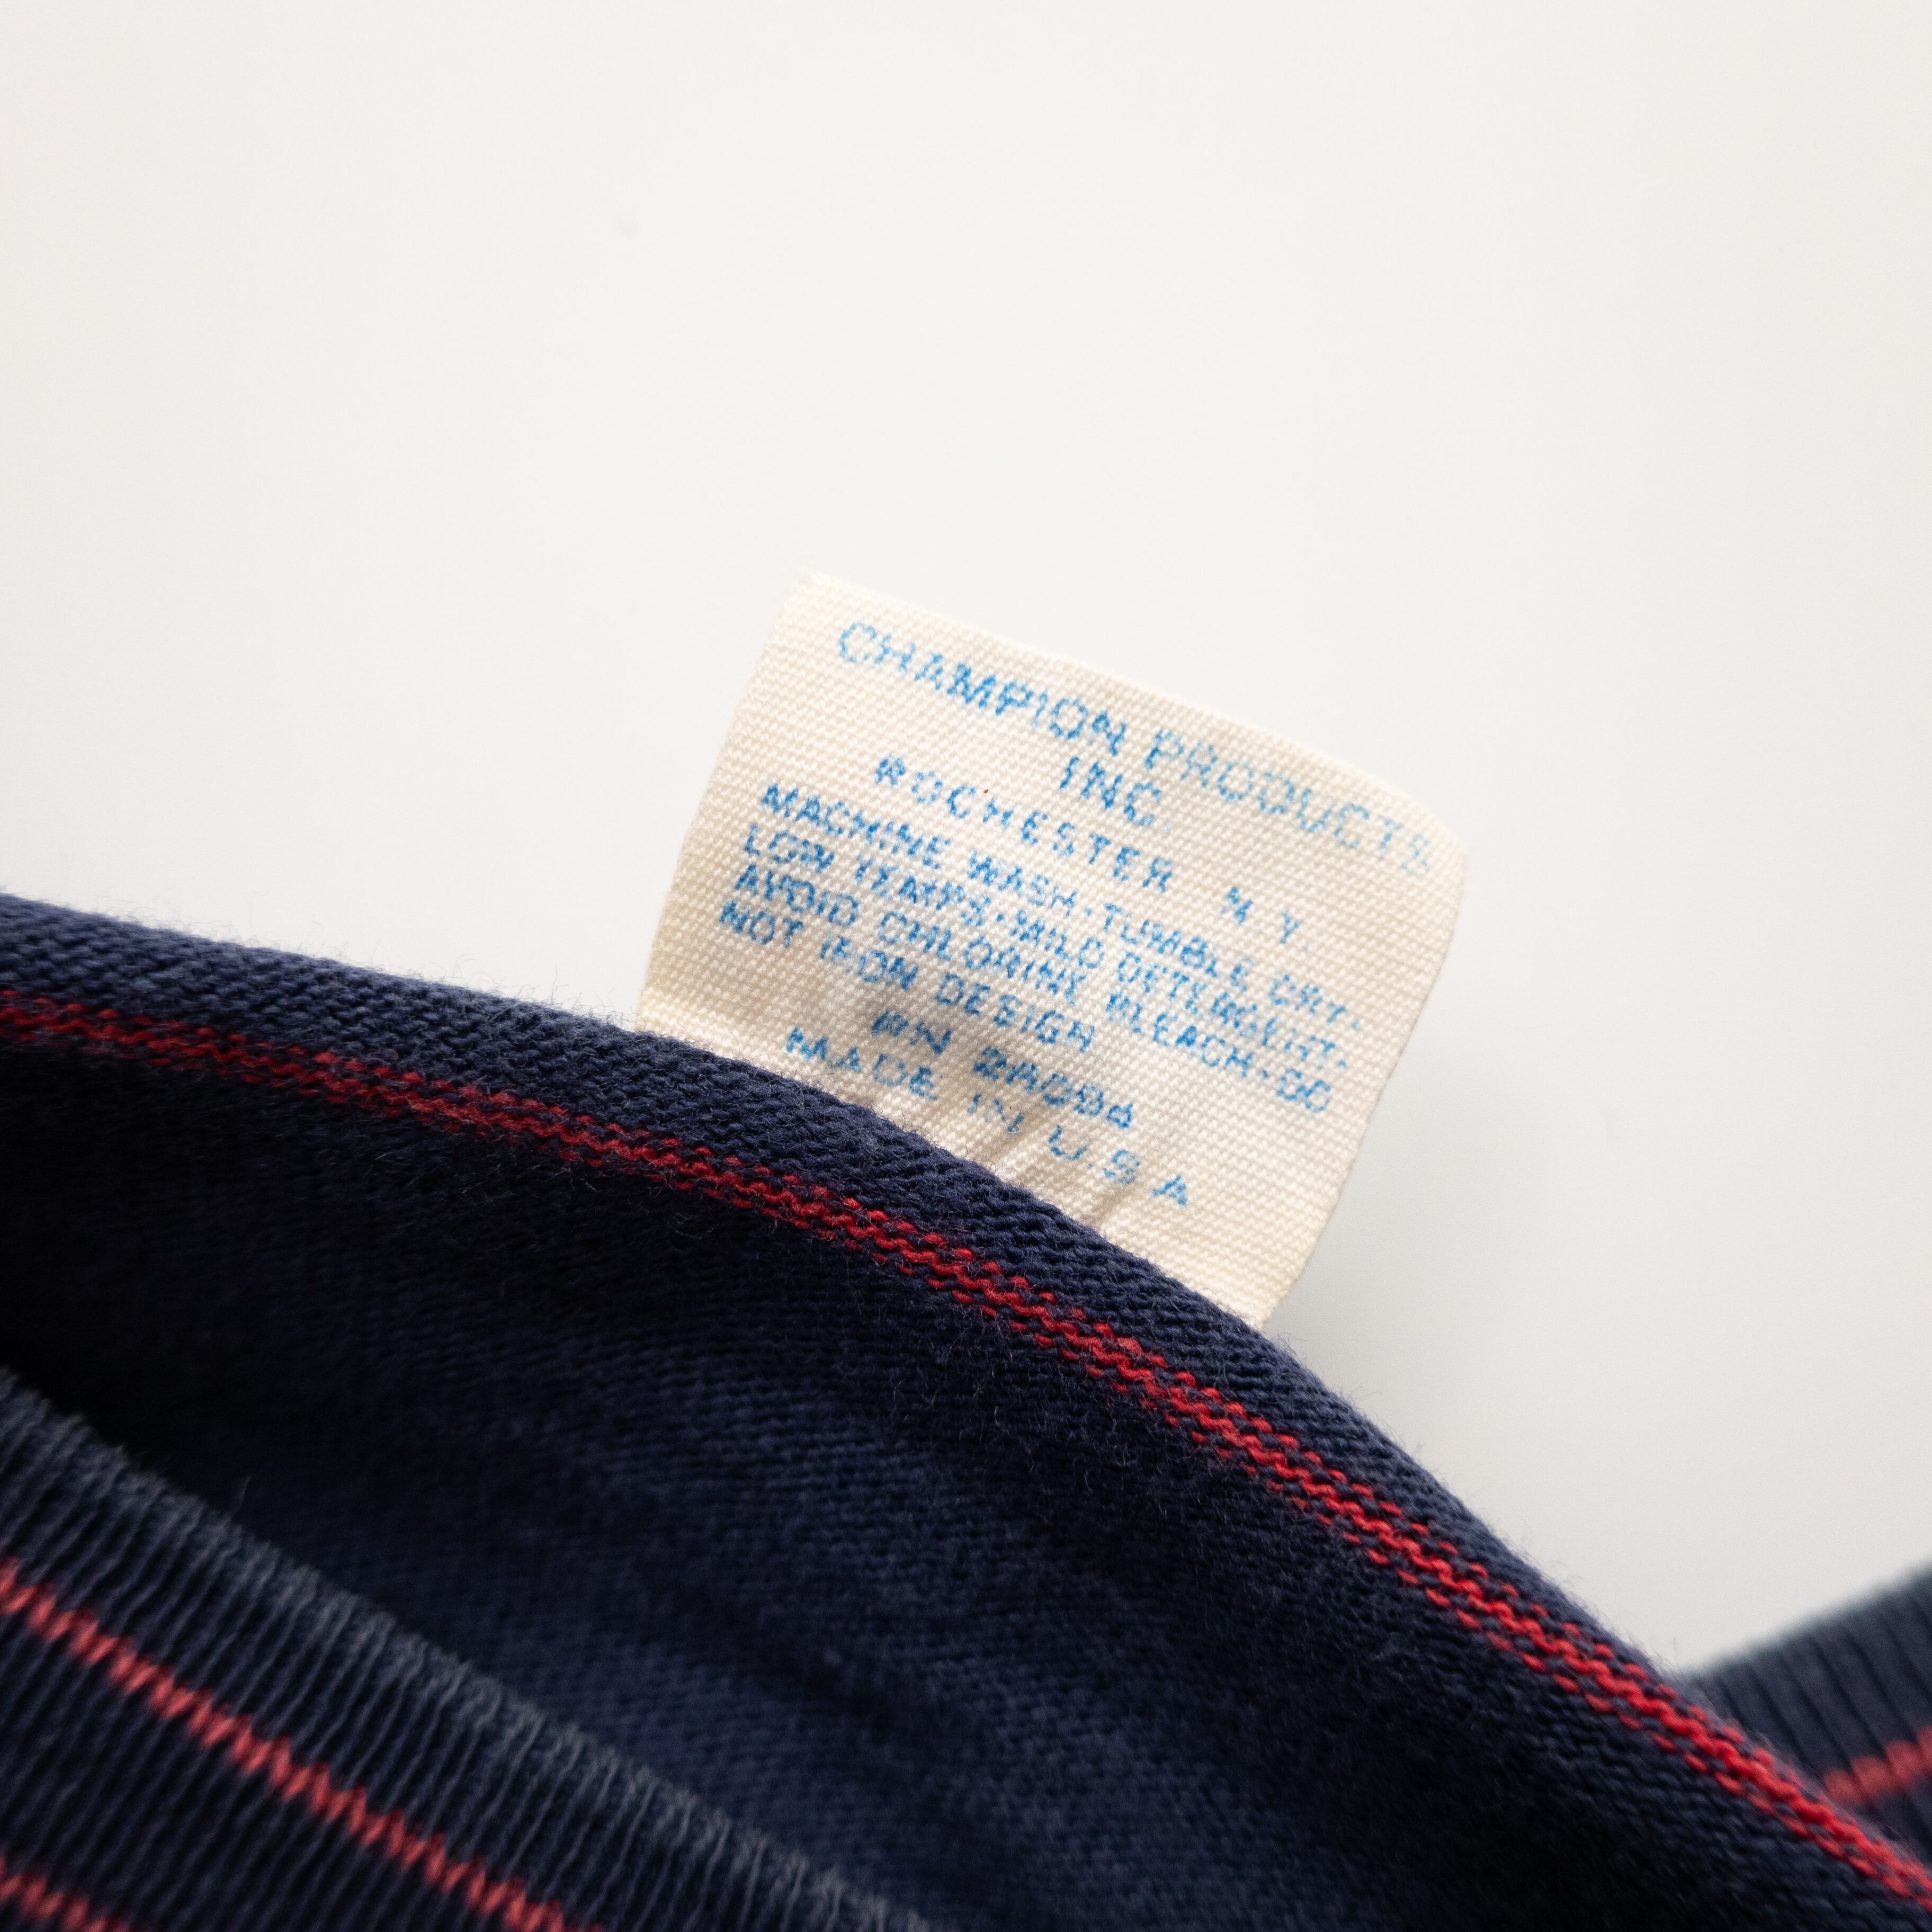 CHAMPION PRODUCTS
INC.
ROCHESTER N.Y.
MACHINE WASH·TUMBLE DRY·
LOW TEMPS·MILD DETERGENT·
AVOID CHLORINE BLEACH·DO
NOT IRON DESIGN
RN
MADE IN U.S.A